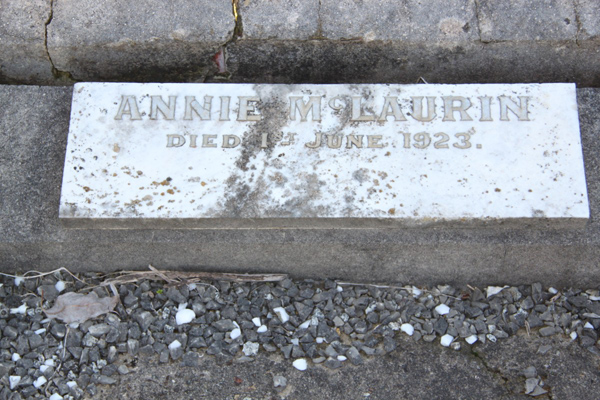 ANNIE McLAURIN
DIED 1ST JUNE. 1923.